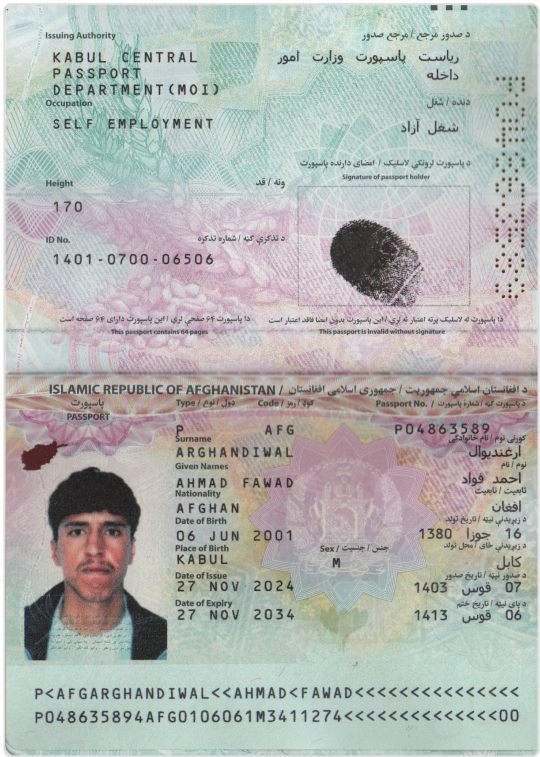 Issuing Authority د صدور مرجع / مرجع صدور
KABUL CENTRAL ریاست پاسپورت وزارت امور
PASSPORT داخله
DEPARTMENT(MOI)
Occupation دنده / شغل
SELF EMPLOYMENT شغل آزاد
د پاسپورت لرونکي لاسلیک / امضای دارنده پاسپورت
Signature of passport holder
Height ونه / قد
170
ID No. د تذکرې ګڼه / شماره تذکره
1401-0700-06506
دا پاسپورت ۶۴ صفحې لري / این پاسپورت دارای ۶۴ صفحه است
This passport contains 64 pages
دا پاسپورت له لاسلیک پرته اعتبار نه لري / این پاسپورت بدون امضا فاقد اعتبار است
This passport is invalid without signature
ISLAMIC REPUBLIC OF AFGHANISTAN / د افغانستان اسلامي جمهوریت / جمهوری اسلامی افغانستان
پاسپورت
PASSPORT
Type / ډول / نوع Code / کوډ / رمز Passport No. / د پاسپورت ګڼه / شماره پاسپورت
P AFG P04863589
Surname کورنی نوم / نام خانوادگی
ARGHANDIWAL ارغندیوال
Given Names نوم / نام
AHMAD FAWAD احمد فواد
Nationality تابعیت / تابعیت
AFGHAN افغان
Date of Birth د زیږیدنې نېټه / تاریخ تولد
06 JUN 2001 16 جوزا 1380
Place of Birth د زیږیدنې ځای / محل تولد
Sex / جنس / جنسیت
KABUL M کابل
Date of Issue د صدور نېټه / تاریخ صدور
27 NOV 2024 07 قوس 1403
Date of Expiry د پای نېټه / تاریخ ختم
27 NOV 2034 06 قوس 1413
P<AFGARGHANDIWAL<<AHMAD<FAWAD<<<<<<<<<<<<<<<
P048635894AFG0106061M3411274<<<<<<<<<<<<<<00